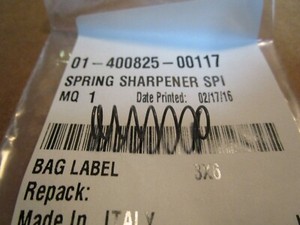 01-400825-00117
SPRING SHARPENER SPI
MQ 1 Date Printed: 02/17/16
BAG LABEL 3X6
Repack:
Made In ITALY